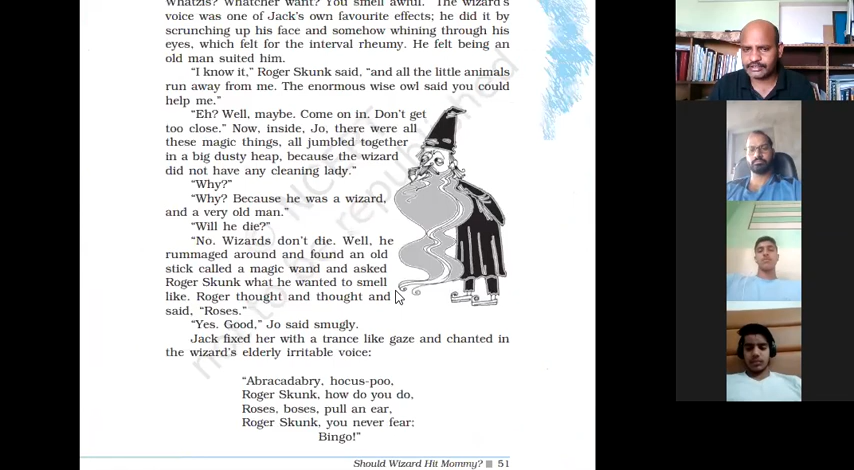 Whatzis? Whatcher want? You smell awful.” The wizard’s
voice was one of Jack’s own favourite effects; he did it by
scrunching up his face and somehow whining through his
eyes, which felt for the interval rheumy. He felt being an
old man suited him.
“I know it,” Roger Skunk said, “and all the little animals
run away from me. The enormous wise owl said you could
help me.”
“Eh? Well, maybe. Come on in. Don’t get
too close.” Now, inside, Jo, there were all
these magic things, all jumbled together
in a big dusty heap, because the wizard
did not have any cleaning lady.”
“Why?”
“Why? Because he was a wizard,
and a very old man.”
“Will he die?”
“No. Wizards don’t die. Well, he
rummaged around and found an old
stick called a magic wand and asked
Roger Skunk what he wanted to smell
like. Roger thought and thought and
said, “Roses.”
“Yes. Good,” Jo said smugly.
Jack fixed her with a trance like gaze and chanted in
the wizard’s elderly irritable voice:
“Abracadabry, hocus-poo,
Roger Skunk, how do you do,
Roses, boses, pull an ear,
Roger Skunk, you never fear:
Bingo!”
Should Wizard Hit Mommy? 51
not to be republished